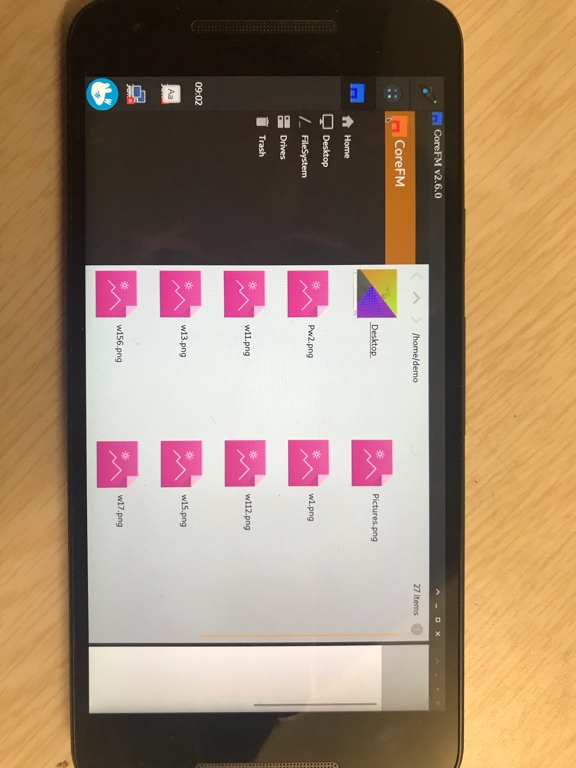 CoreFM v2.6.0
CoreFM
/home/demo
27 items
Home
Desktop
FileSystem
Drives
Trash
Desktop
Pictures.png
Pw2.png
w1.png
w11.png
w112.png
w13.png
w15.png
w156.png
w17.png
09:02
Aa